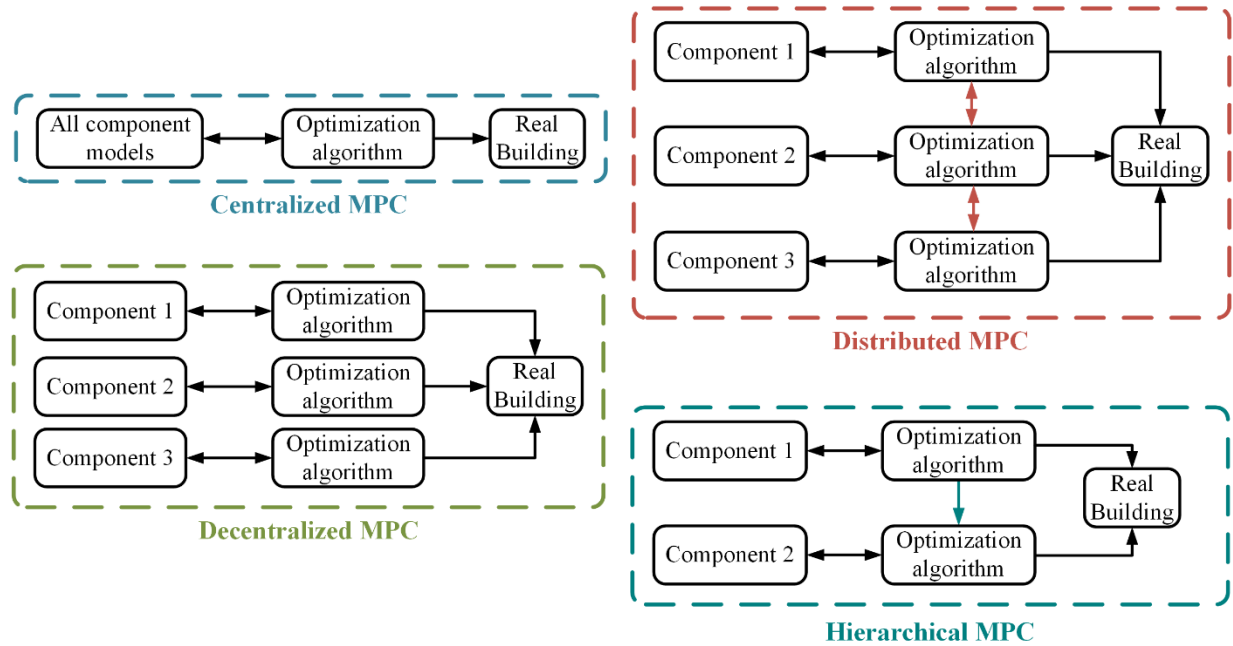 All component
models
Optimization
algorithm
Real
Building
Centralized MPC
Component 1
Optimization
algorithm
Component 2
Optimization
algorithm
Real
Building
Component 3
Optimization
algorithm
Decentralized MPC
Component 1
Optimization
algorithm
Component 2
Optimization
algorithm
Real
Building
Component 3
Optimization
algorithm
Distributed MPC
Component 1
Optimization
algorithm
Real
Building
Component 2
Optimization
algorithm
Hierarchical MPC